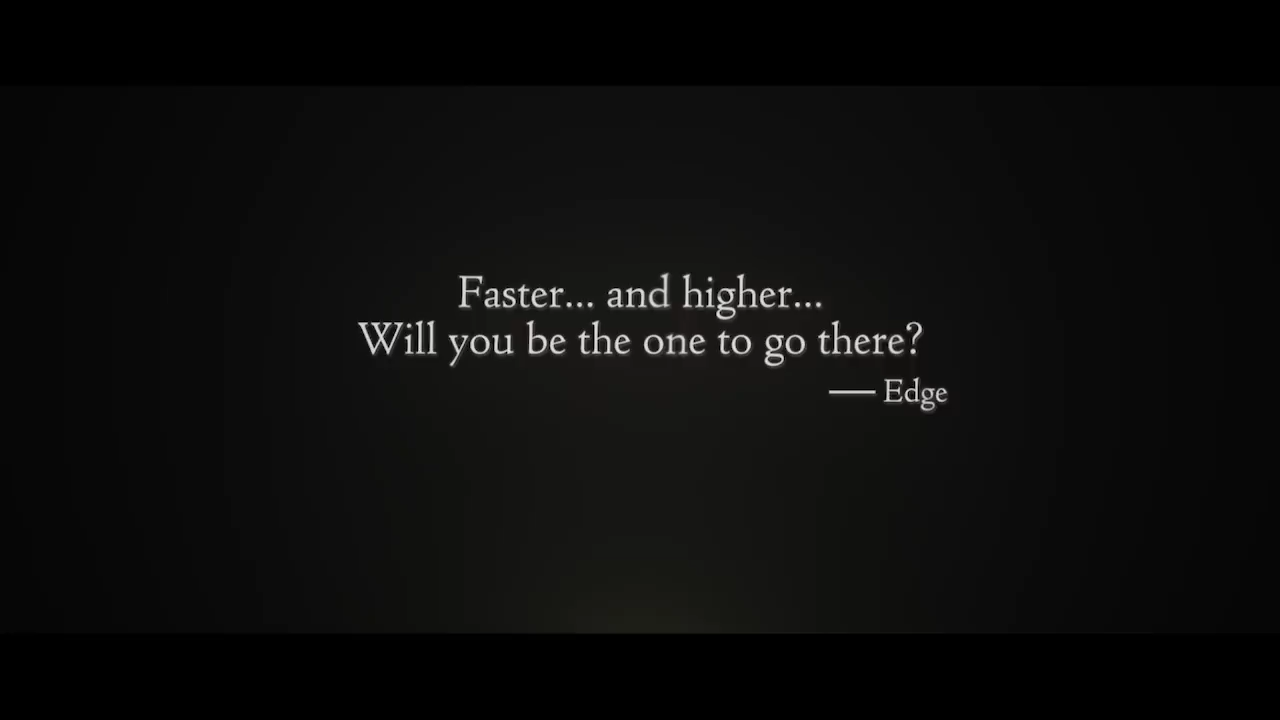 Faster... and higher...
Will you be the one to go there?
— Edge